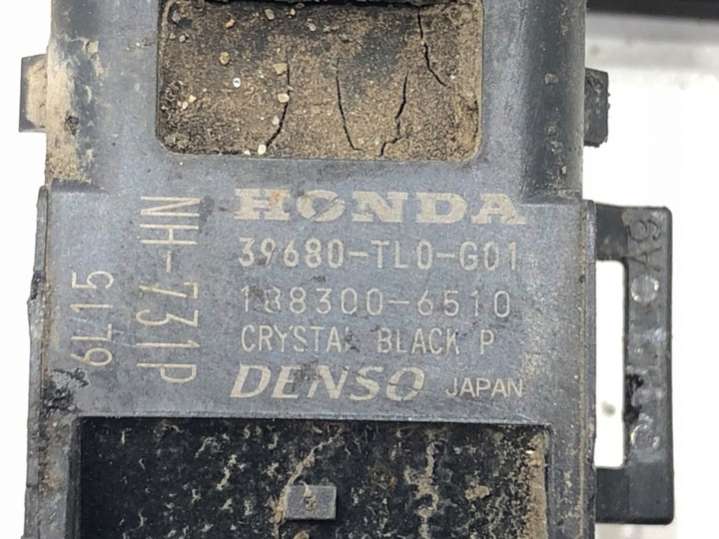 HONDA
39680-TL0-G01
188300-6510
CRYSTAL BLACK P
DENSO JAPAN
NH-731P
6L15